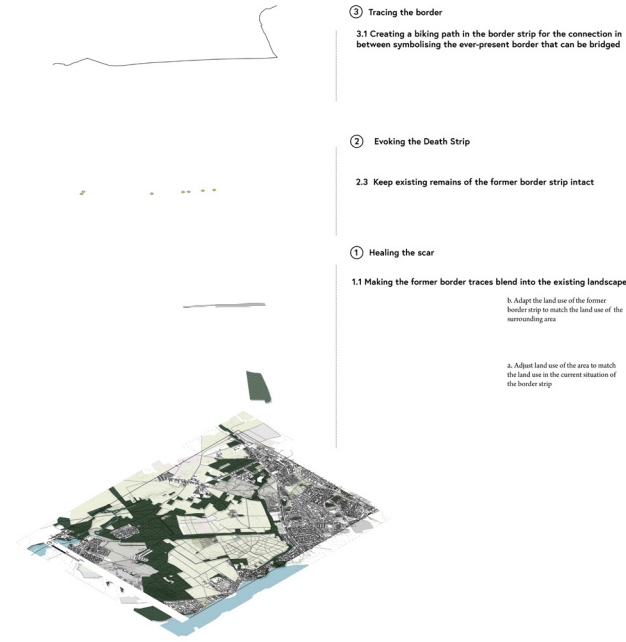 3 Tracing the border
3.1 Creating a biking path in the border strip for the connection in
between symbolising the ever-present border that can be bridged
2 Evoking the Death Strip
2.3 Keep existing remains of the former border strip intact
1 Healing the scar
1.1 Making the former border traces blend into the existing landscape
b. Adapt the land use of the former
border strip to match the land use of the
surrounding area
a. Adjust land use of the area to match
the land use in the current situation of
the border strip